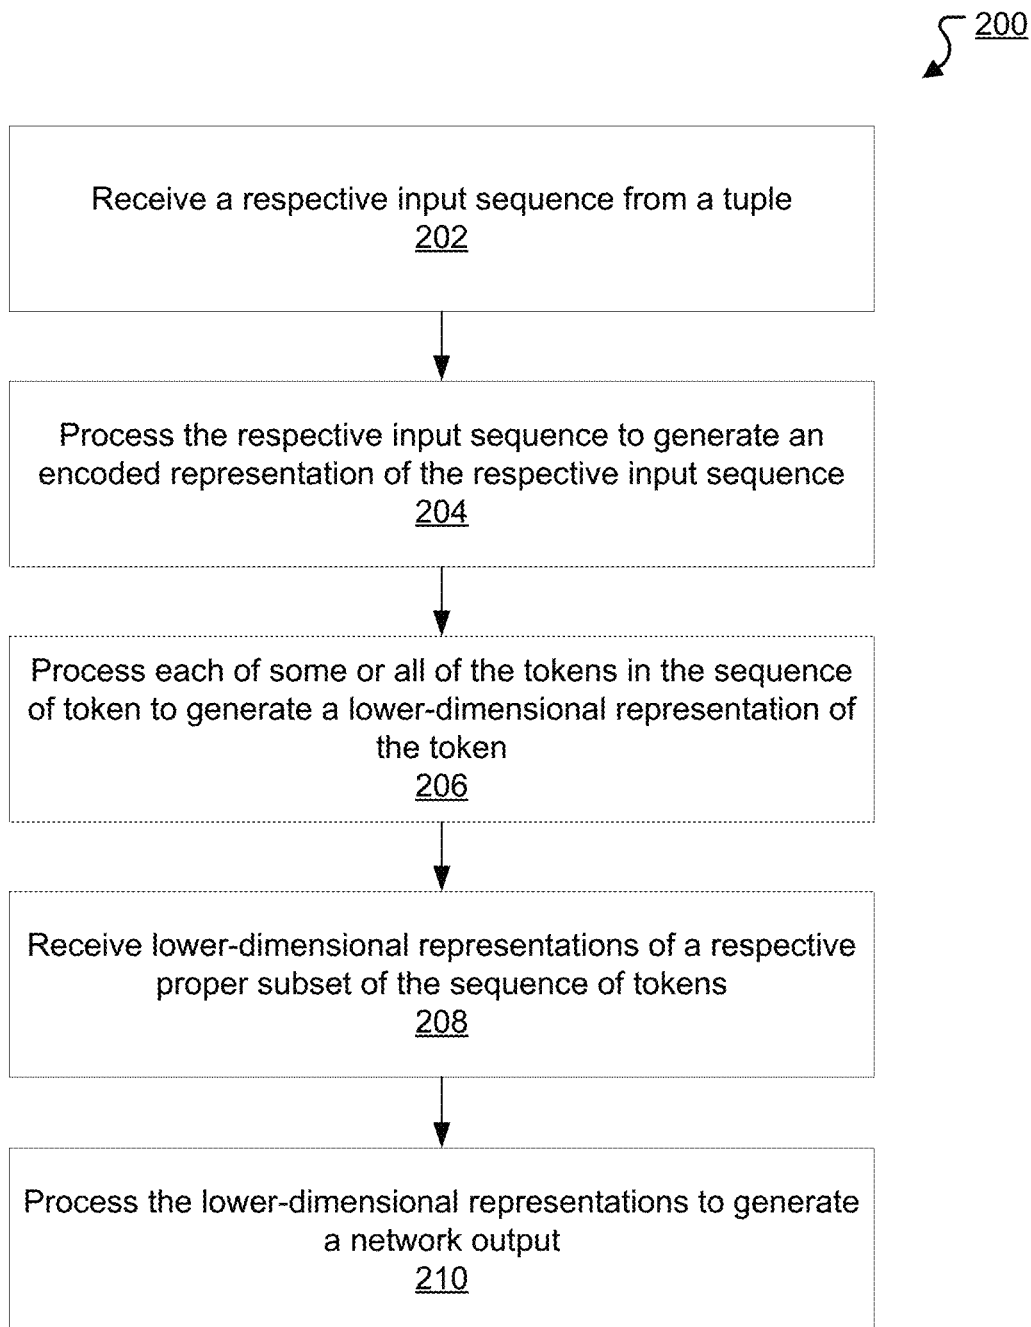 200
Receive a respective input sequence from a tuple
202
Process the respective input sequence to generate an
encoded representation of the respective input sequence
204
Process each of some or all of the tokens in the sequence
of token to generate a lower-dimensional representation of
the token
206
Receive lower-dimensional representations of a respective
proper subset of the sequence of tokens
208
Process the lower-dimensional representations to generate
a network output
210